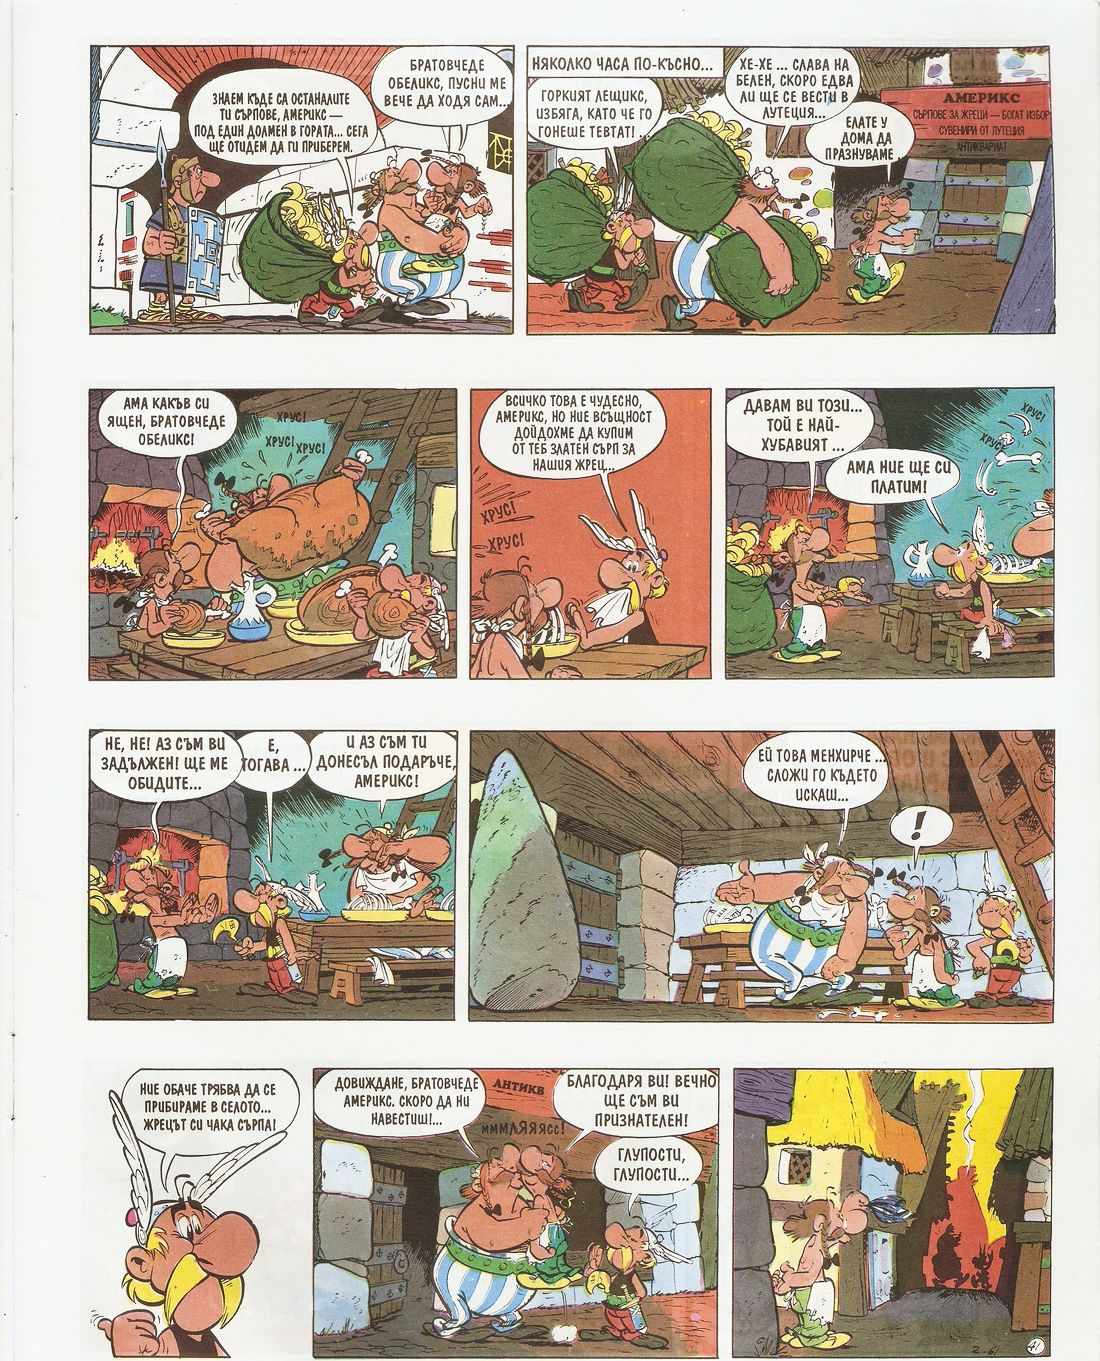 ЗНАЕМ КЪДЕ СА ОСТАНАЛИТЕ
ТИ СЪРПОВЕ, АМЕРИКС —
ПОД ЕДИН ДОЛМЕН В ГОРАТА... СЕГА
ЩЕ ОТИДЕМ ДА ГИ ПРИБЕРЕМ.
БРАТОВЧЕДЕ
ОБЕЛИКС, ПУСНИ МЕ
ВЕЧЕ ДА ХОДЯ САМ...
НЯКОЛКО ЧАСА ПО-КЪСНО...
ГОРКИЯТ ЛЕЩИКС,
ИЗБЯГА, КАТО ЧЕ ГО
ГОНЕШЕ ТЕВТАТ!
ХЕ-ХЕ ... СЛАВА НА
БЕЛЕН, СКОРО ЕДВА
ЛИ ЩЕ СЕ ВЕСТИ В
ЛУТЕЦИЯ...
ЕЛАТЕ У
ДОМА ДА
ПРАЗНУВАМЕ.
АМЕРИКС
СЪРПОВЕ ЗА ЖРЕЦИ — БОГАТ ИЗБОР
СУВЕНИРИ ОТ ЛУТЕЦИЯ
АНТИКВАРИАТ
АМА КАКЪВ СИ
ЯЩЕН, БРАТОВЧЕДЕ
ОБЕЛИКС!
ХРУС!
ХРУС!
ХРУС!
ВСИЧКО ТОВА Е ЧУДЕСНО,
АМЕРИКС, НО НИЕ ВСЪЩНОСТ
ДОЙДОХМЕ ДА КУПИМ
ОТ ТЕБ ЗЛАТЕН СЪРП ЗА
НАШИЯ ЖРЕЦ...
ХРУС!
ХРУС!
ДАВАМ ВИ ТОЗИ...
ТОЙ Е НАЙ-
ХУБАВИЯТ ...
АМА НИЕ ЩЕ СИ
ПЛАТИМ!
ХРУС!
ХРУС!
НЕ, НЕ! АЗ СЪМ ВИ
ЗАДЪЛЖЕН! ЩЕ МЕ
ОБИДИТЕ...
Е,
ТОГАВА ...
И АЗ СЪМ ТИ
ДОНЕСЪЛ ПОДАРЪЧЕ,
АМЕРИКС!
ЕЙ ТОВА МЕНХИРЧЕ ...
СЛОЖИ ГО КЪДЕТО
ИСКАШ...
!
НИЕ ОБАЧЕ ТРЯБВА ДА СЕ
ПРИБИРАМЕ В СЕЛОТО...
ЖРЕЦЪТ СИ ЧАКА СЪРПА!
ДОВИЖДАНЕ, БРАТОВЧЕДЕ
АМЕРИКС. СКОРО ДА НИ
НАВЕСТИШ!...
АНТИКВ
МММЛЯЯЯСС!
БЛАГОДАРЯ ВИ! ВЕЧНО
ЩЕ СЪМ ВИ
ПРИЗНАТЕЛЕН!
ГЛУПОСТИ,
ГЛУПОСТИ...
2-61
41